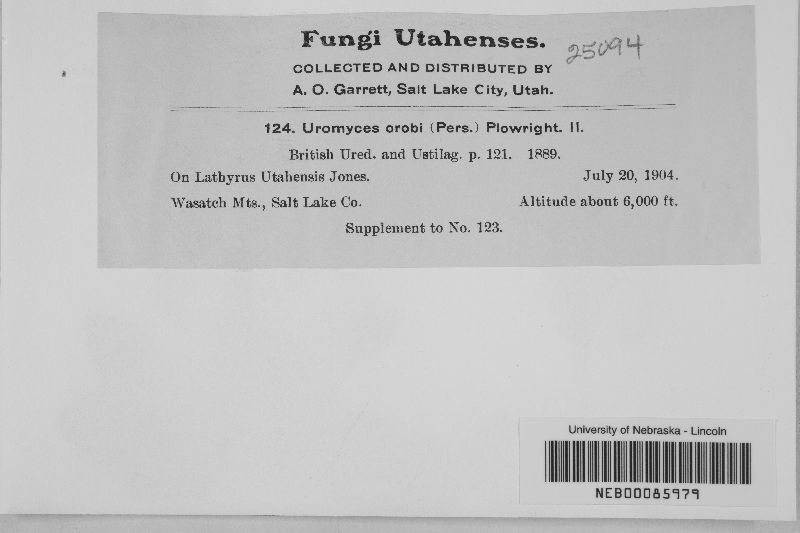 Fungi Utahenses.
25094
COLLECTED AND DISTRIBUTED BY
A. O. Garrett, Salt Lake City, Utah.
124. Uromyces orobi (Pers.) Plowright. II.
British Ured. and Ustilag. p. 121. 1889.
On Lathyrus Utahensis Jones. July 20, 1904.
Wasatch Mts., Salt Lake Co. Altitude about 6,000 ft.
Supplement to No. 123.
University of Nebraska - Lincoln
NEB00085979